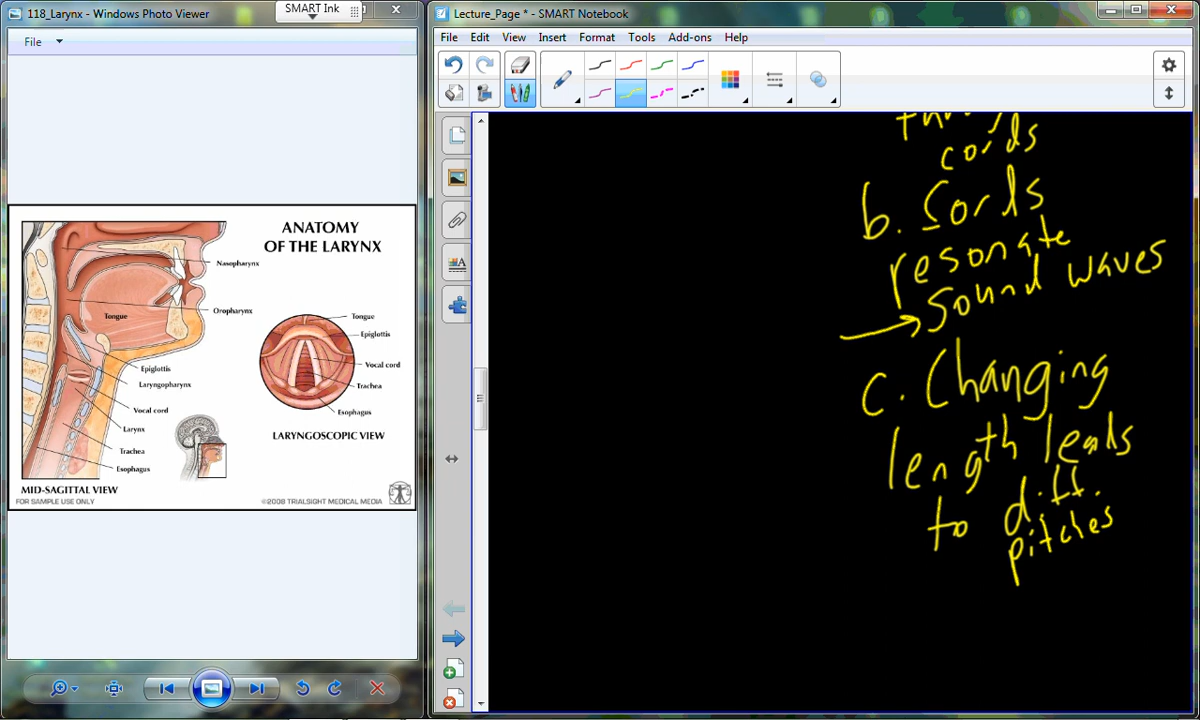 118_Larynx - Windows Photo Viewer
SMART Ink
File
ANATOMY
OF THE LARYNX
Nasopharynx
Oropharynx
Tongue
Epiglottis
Laryngopharynx
Vocal cord
Larynx
Trachea
Esophagus
Tongue
Epiglottis
Vocal cord
Trachea
Esophagus
LARYNGOSCOPIC VIEW
MID-SAGITTAL VIEW
FOR SAMPLE USE ONLY
©2008 TRIALSIGHT MEDICAL MEDIA
Lecture_Page * - SMART Notebook
File Edit View Insert Format Tools Add-ons Help
cords
b. Cords
resonate
→ sound waves
c. Changing
length leads
to diff.
pitches